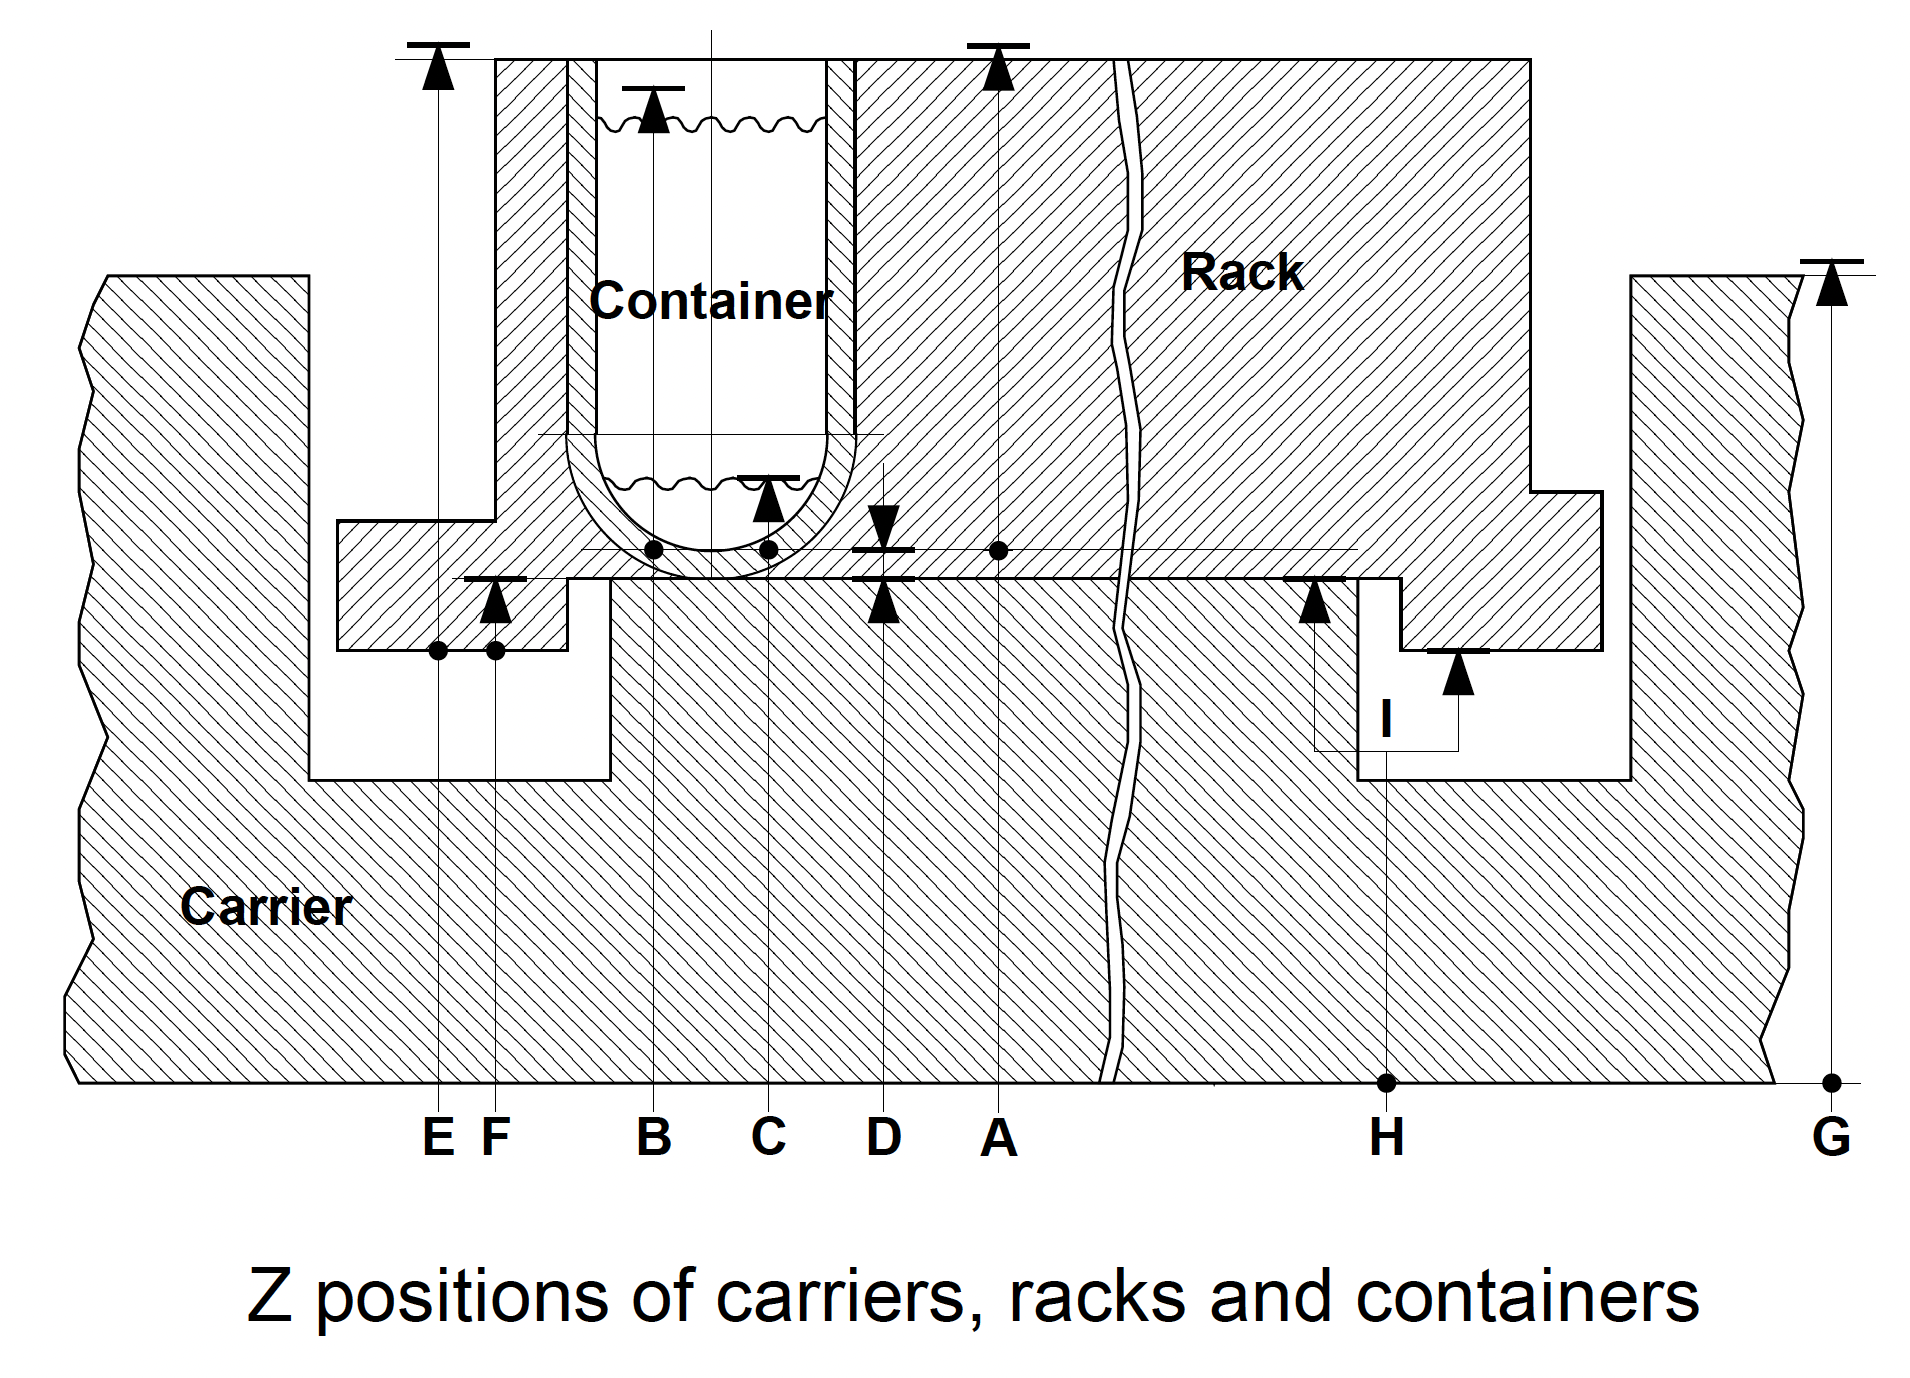 Rack
Container
I
Carrier
E F B C D A H G
Z positions of carriers, racks and containers